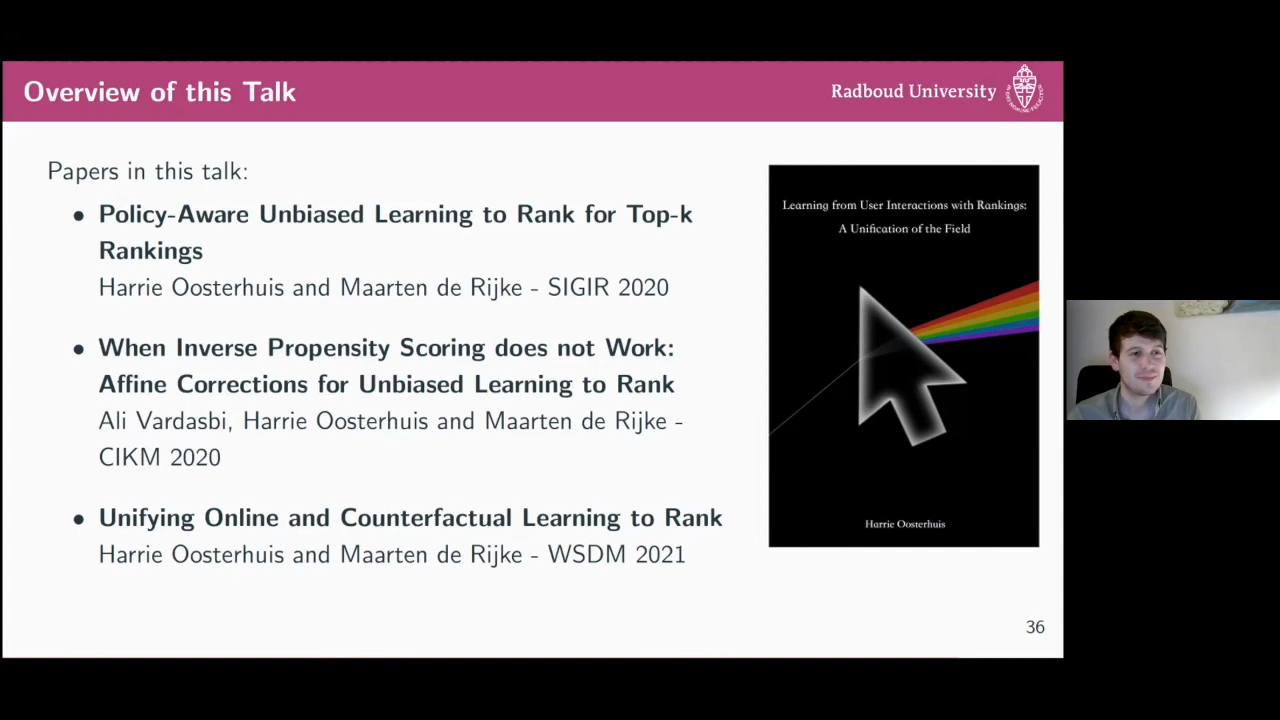 Overview of this Talk
Radboud University
Papers in this talk:
• Policy-Aware Unbiased Learning to Rank for Top-k
Rankings
Harrie Oosterhuis and Maarten de Rijke - SIGIR 2020
• When Inverse Propensity Scoring does not Work:
Affine Corrections for Unbiased Learning to Rank
Ali Vardasbi, Harrie Oosterhuis and Maarten de Rijke -
CIKM 2020
• Unifying Online and Counterfactual Learning to Rank
Harrie Oosterhuis and Maarten de Rijke - WSDM 2021
Learning from User Interactions with Rankings:
A Unification of the Field
Harrie Oosterhuis
36